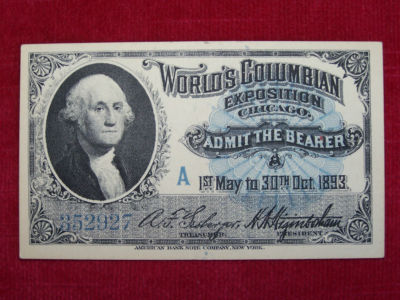 WORLD'S COLUMBIAN
EXPOSITION
CHICAGO.
ADMIT THE BEARER
A
1ST May to 30TH Oct. 1893.
352927
TREASURER.
PRESIDENT.
AMERICAN BANK NOTE COMPANY, NEW YORK.